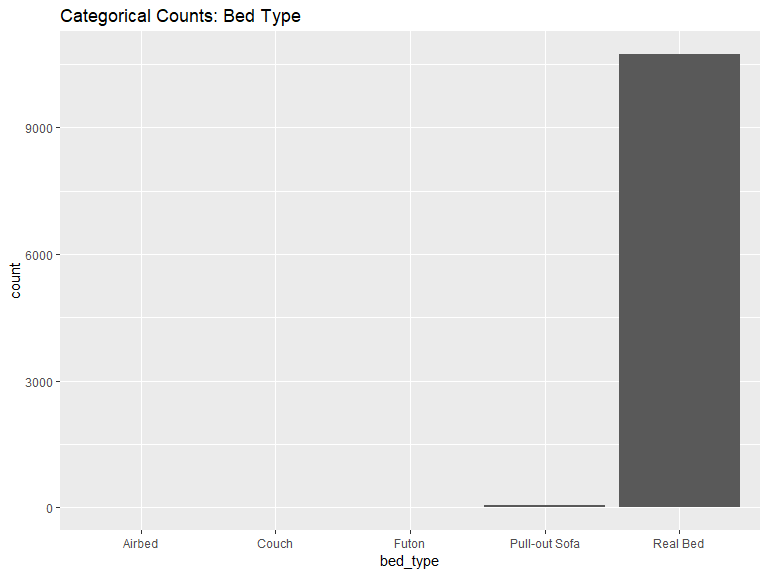 Categorical Counts: Bed Type
count
9000
6000
3000
0
Airbed Couch Futon Pull-out Sofa Real Bed
bed_type